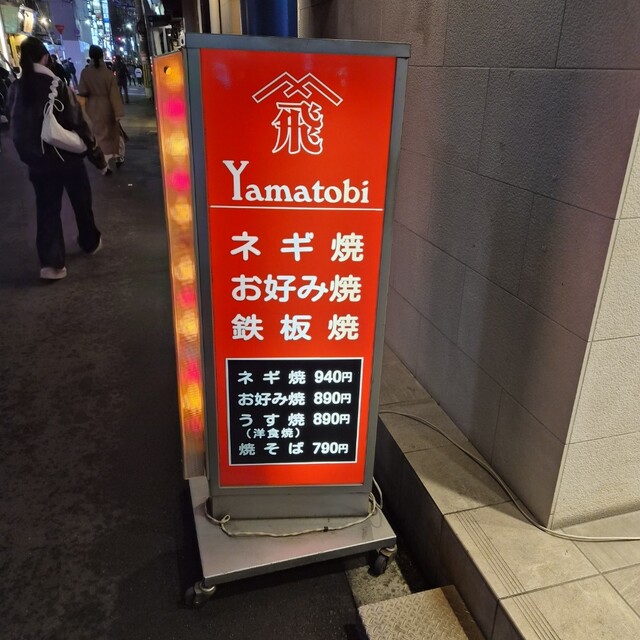 飛
Yamatobi
ネギ焼
お好み焼
鉄板焼
ネギ焼 940円
お好み焼 890円
うす焼 890円
(洋食焼)
焼そば 790円